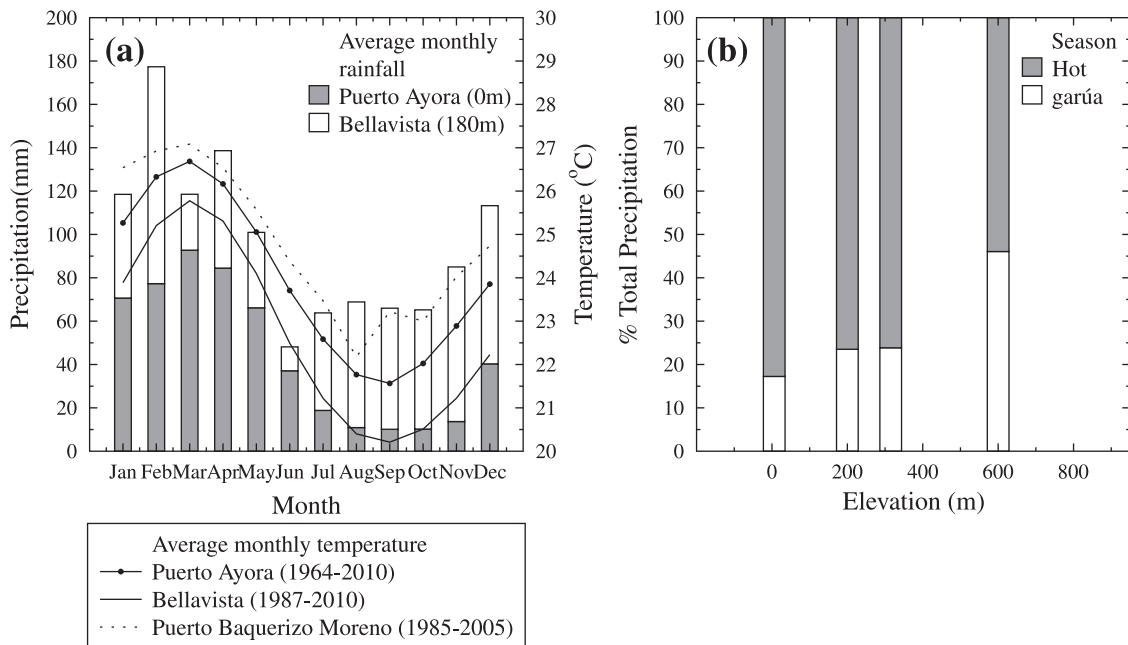 (a)
Average monthly
rainfall
Puerto Ayora (0m)
Bellavista (180m)
Precipitation(mm)
200
180
160
140
120
100
80
60
40
20
0
Temperature (°C)
30
29
28
27
26
25
24
23
22
21
20
Jan Feb Mar Apr May Jun Jul Aug Sep Oct Nov Dec
Month
Average monthly temperature
Puerto Ayora (1964-2010)
Bellavista (1987-2010)
Puerto Baquerizo Moreno (1985-2005)
(b)
Season
Hot
garúa
% Total Precipitation
100
90
80
70
60
50
40
30
20
10
0
0 200 400 600 800
Elevation (m)